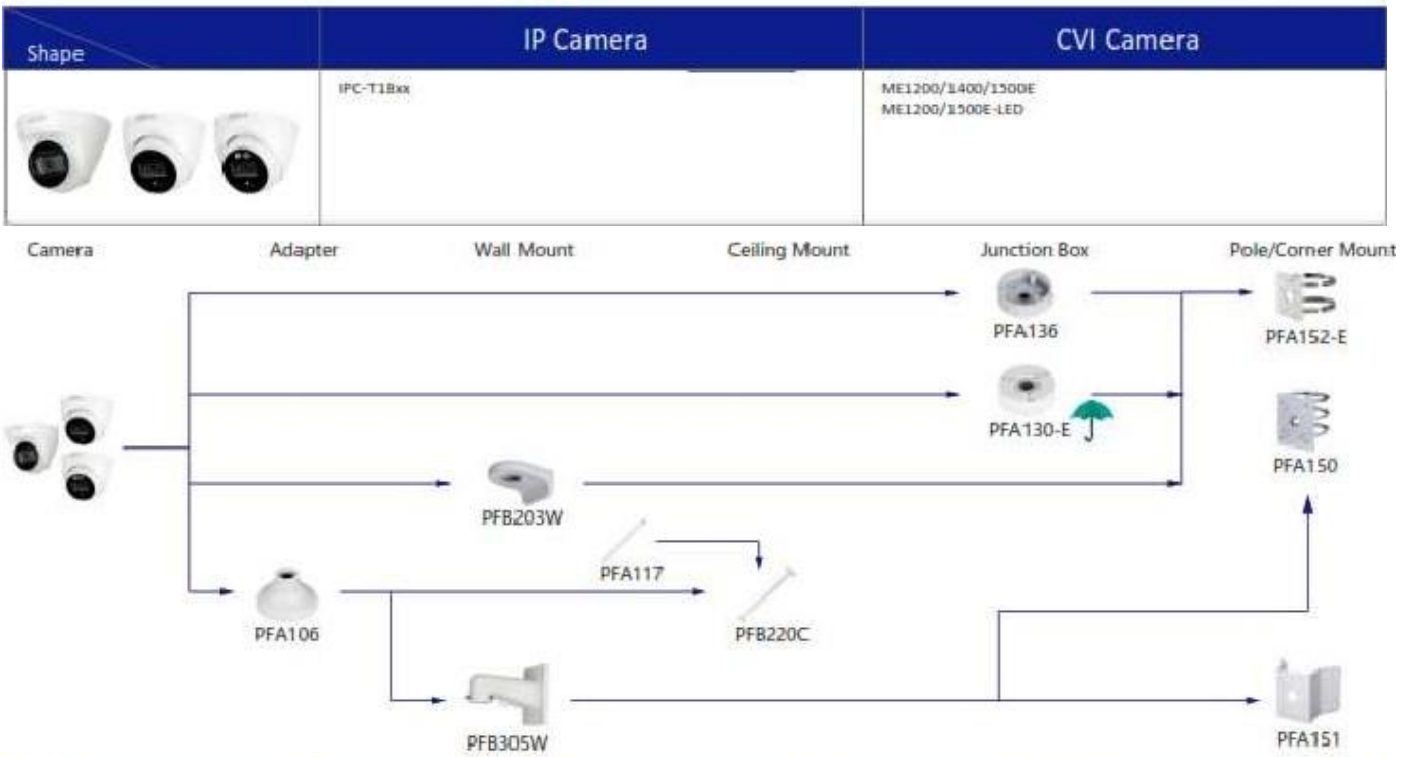 Shape
IP Camera
CVI Camera
IPC-T1Bxx
ME1200/1400/1500E
ME1200/1500E-LED
Camera
Adapter
Wall Mount
Ceiling Mount
Junction Box
Pole/Corner Mount
PFA136
PFA152-E
PFA130-E
PFA150
PFB203W
PFA117
PFA106
PFB220C
PFB305W
PFA151